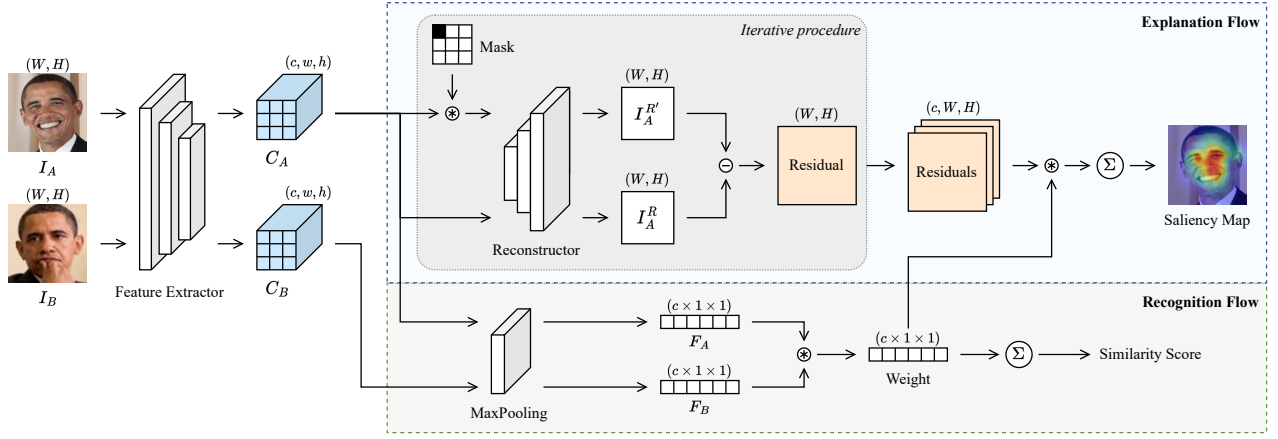 Explanation Flow
Iterative procedure
Mask
(W, H)
I_A
(W, H)
I_B
Feature Extractor
(c, w, h)
C_A
(c, w, h)
C_B
⊛
Reconstructor
(W, H)
I_A^{R'}
(W, H)
I_A^R
⊖
(W, H)
Residual
(c, W, H)
Residuals
⊛
Σ
Saliency Map
Recognition Flow
MaxPooling
(c × 1 × 1)
F_A
(c × 1 × 1)
F_B
⊛
(c × 1 × 1)
Weight
Σ
Similarity Score